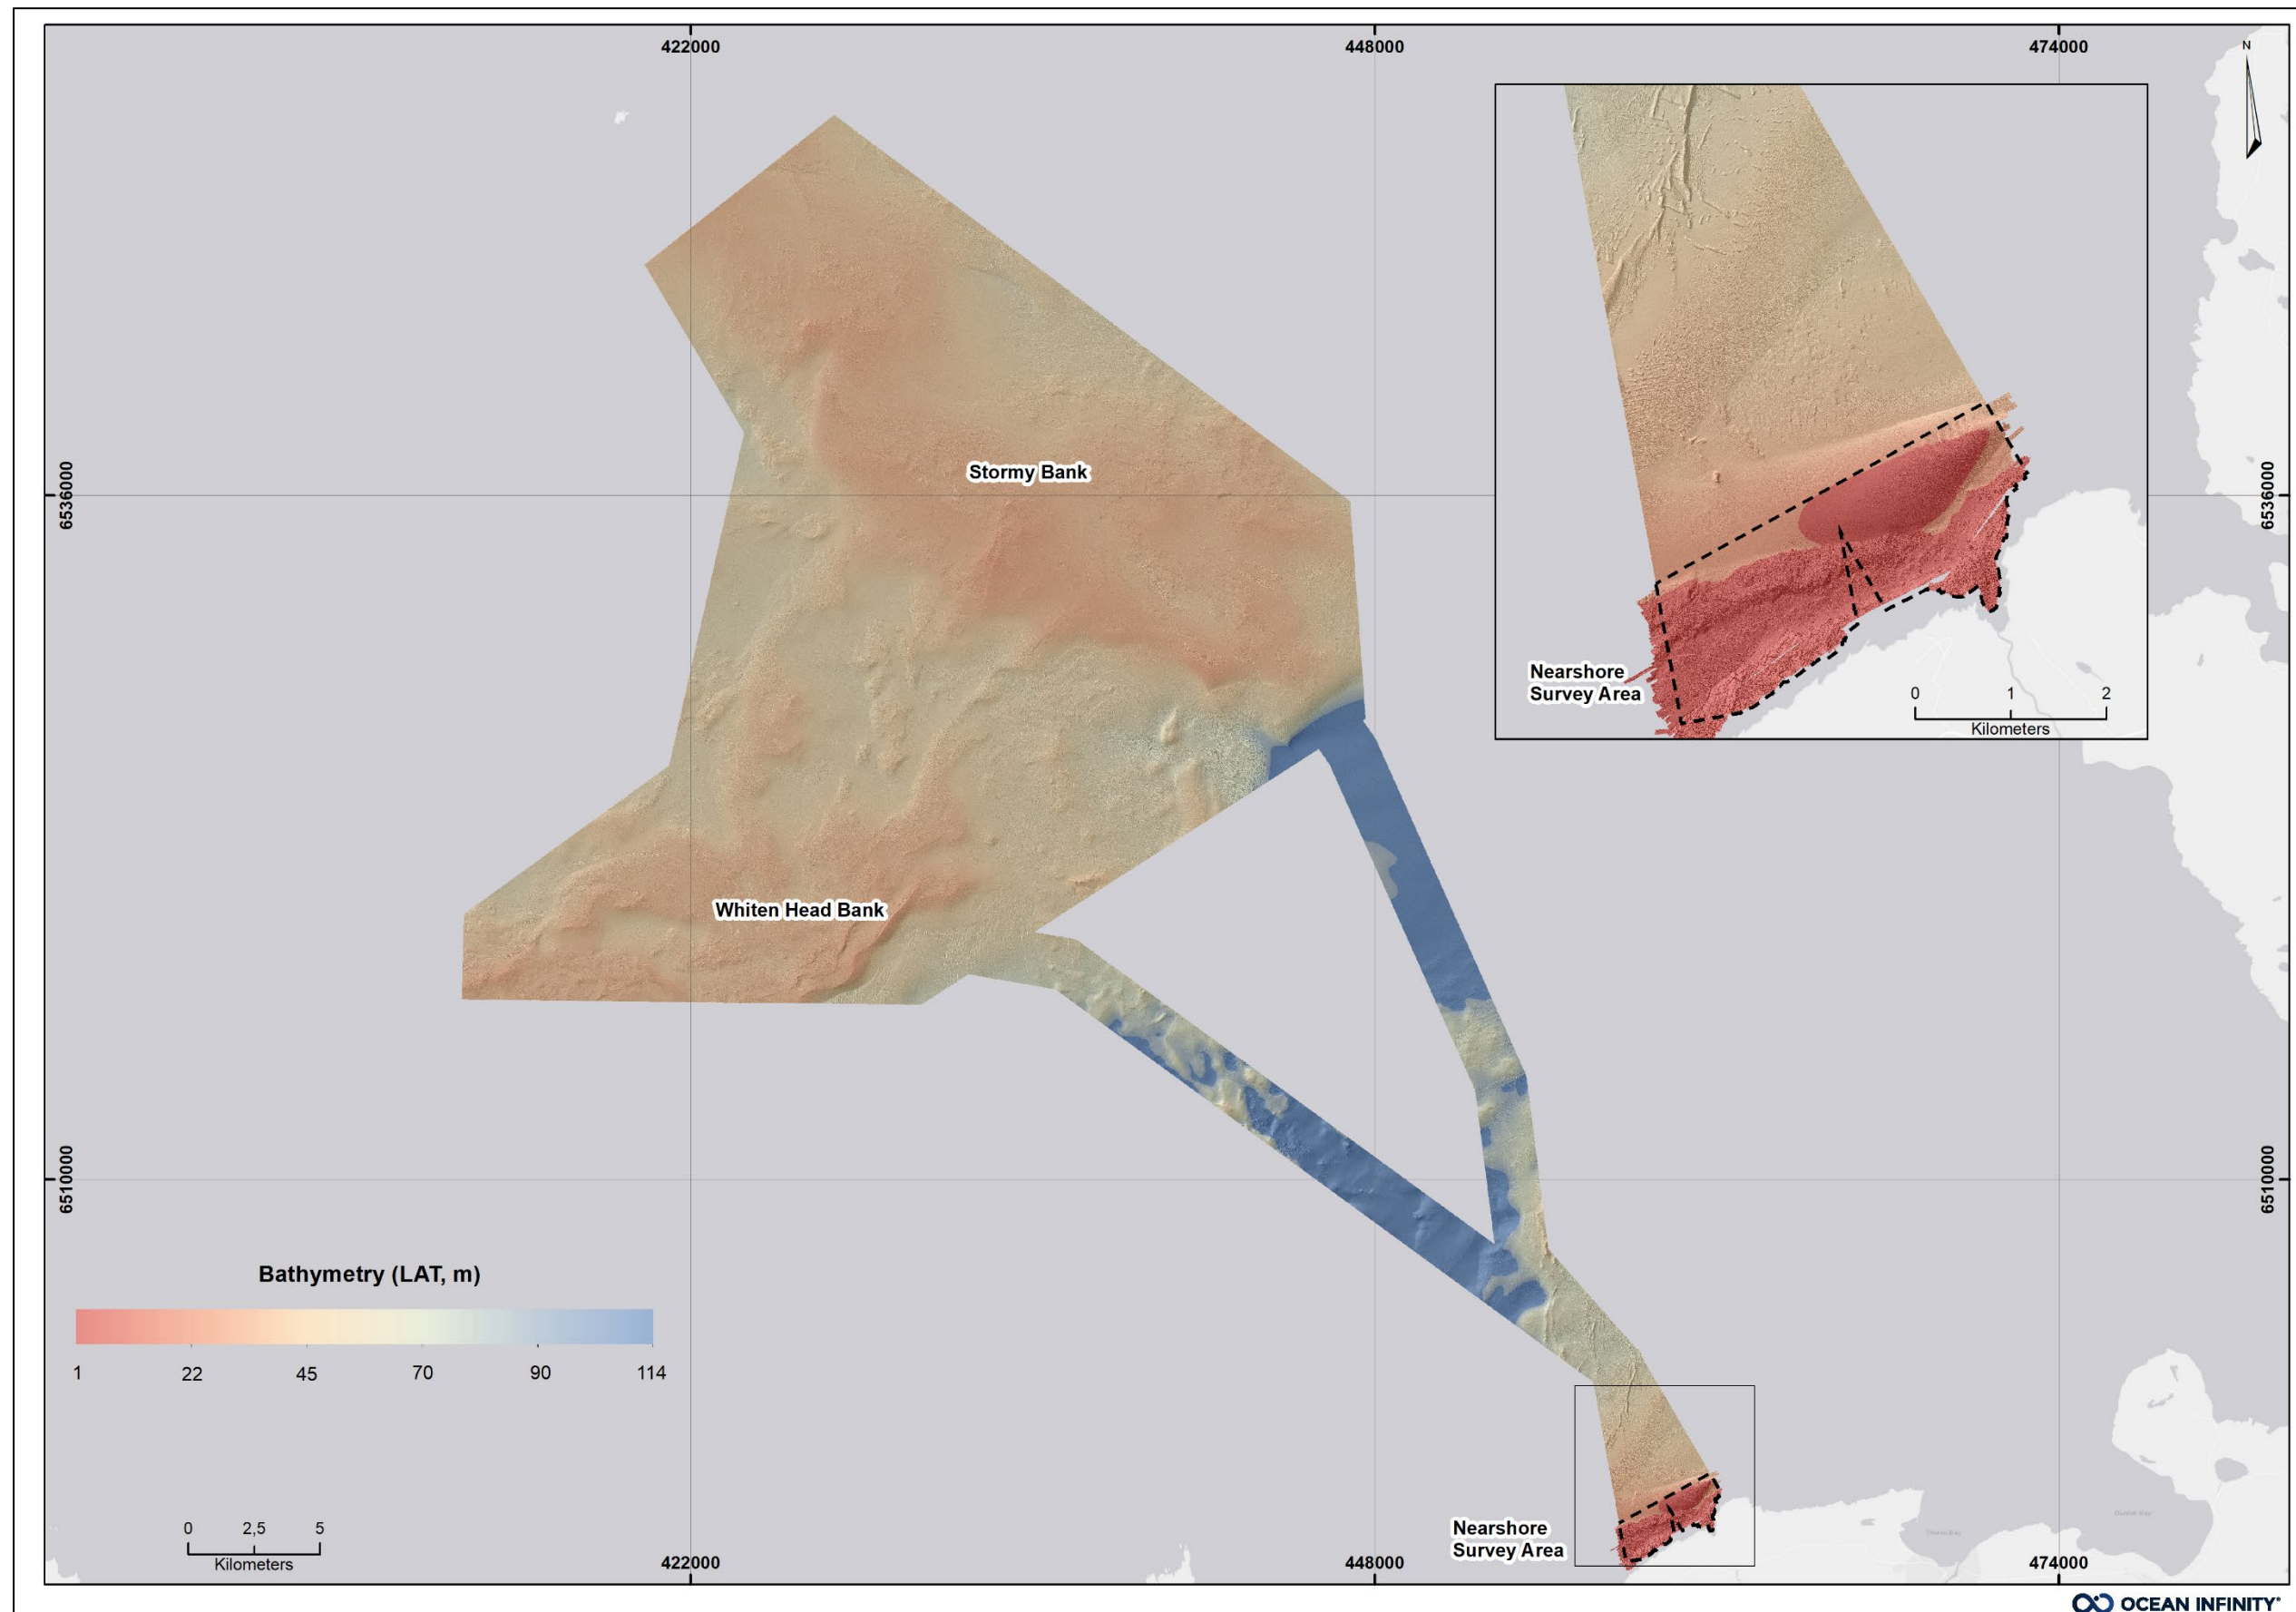 422000
448000
474000
N
Stormy Bank
6536000
6536000
Nearshore
Survey Area
0 1 2
Kilometers
Whiten Head Bank
6510000
6510000
Bathymetry (LAT, m)
1 22 45 70 90 114
0 2,5 5
Kilometers
Nearshore
Survey Area
422000
448000
474000
OCEAN INFINITY®